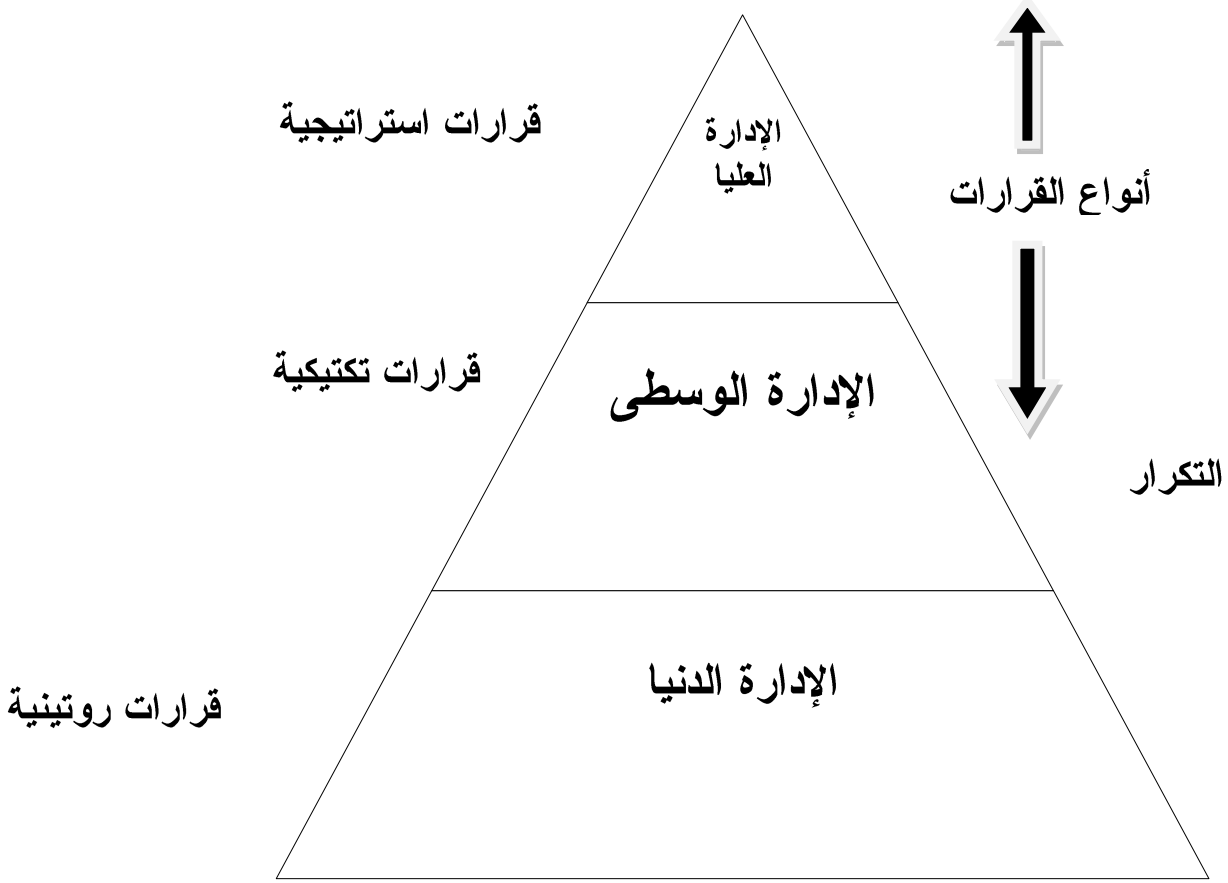 قرارات استراتيجية
الإدارة
العليا
أنواع القرارات
قرارات تكتيكية
الإدارة الوسطى
التكرار
الإدارة الدنيا
قرارات روتينية